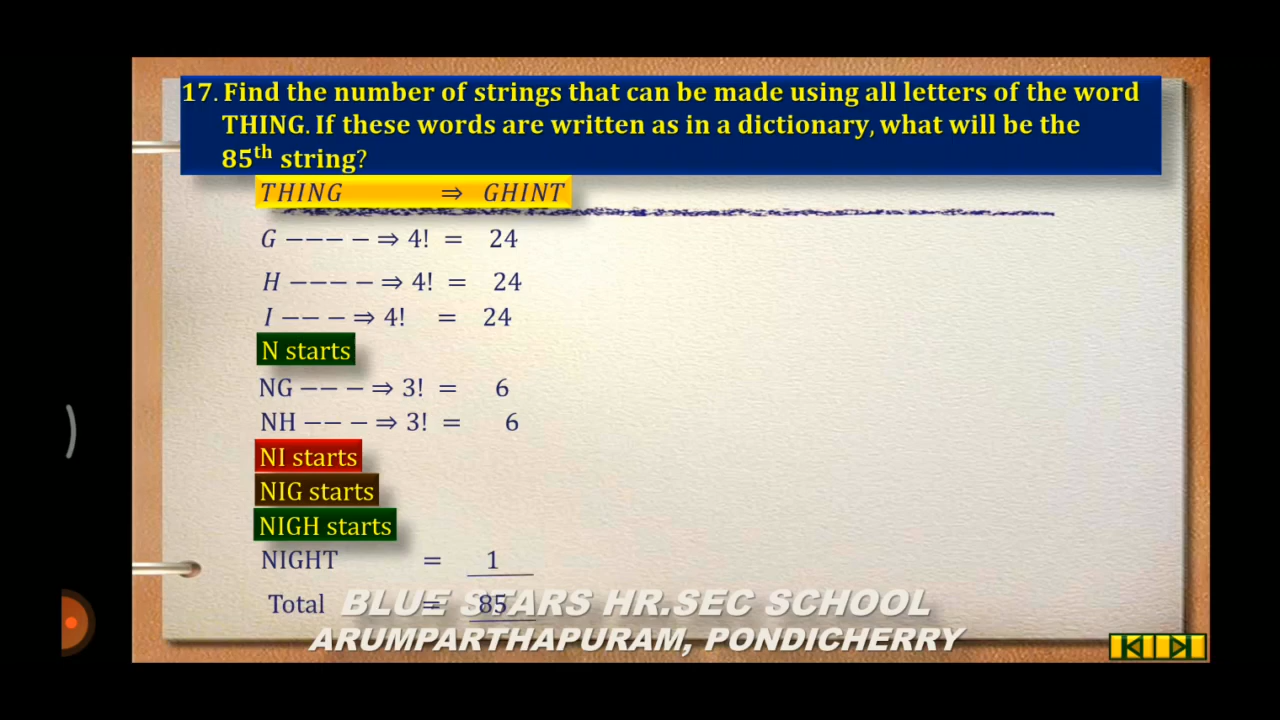 17. Find the number of strings that can be made using all letters of the word
THING. If these words are written as in a dictionary, what will be the
85th string?
THING ⇒ GHINT
G −−− − ⇒ 4! = 24
H −−− − ⇒ 4! = 24
I −− − ⇒ 4! = 24
N starts
NG −− − ⇒ 3! = 6
NH −− − ⇒ 3! = 6
NI starts
NIG starts
NIGH starts
NIGHT = 1
Total = 85
BLUE STARS HR.SEC SCHOOL
ARUMPARTHAPURAM, PONDICHERRY